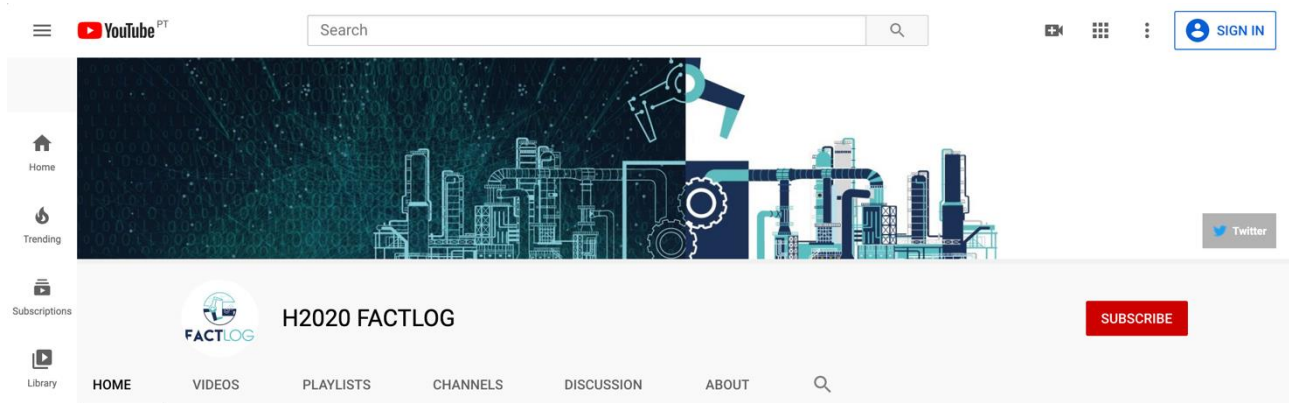 YouTube PT
Search
SIGN IN
Home
Trending
Twitter
Subscriptions
FACTLOG
H2020 FACTLOG
SUBSCRIBE
Library
HOME VIDEOS PLAYLISTS CHANNELS DISCUSSION ABOUT